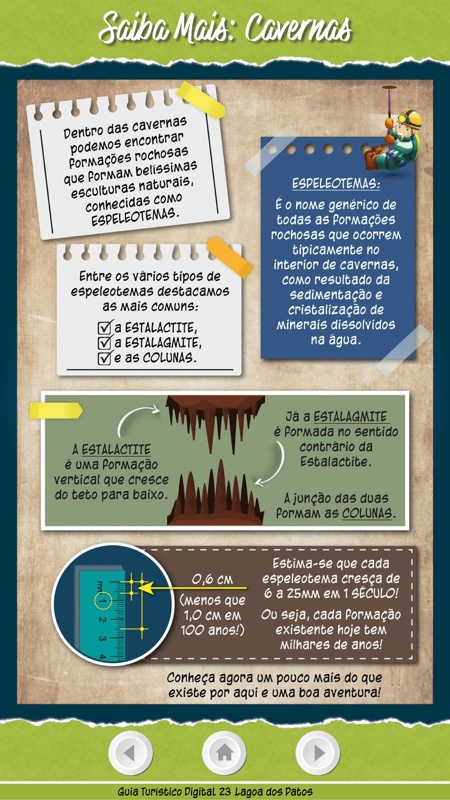 Saiba Mais: Cavernas
Dentro das cavernas
podemos encontrar
formações rochosas
que formam belíssimas
esculturas naturais,
conhecidas como
ESPELEOTEMAS.
ESPELEOTEMAS:
É o nome genérico de
todas as formações
rochosas que ocorrem
tipicamente no
interior de cavernas,
como resultado da
sedimentação e
cristalização de
minerais dissolvidos
na água.
Entre os vários tipos de
espeleotemas destacamos
as mais comuns:
a ESTALACTITE,
a ESTALAGMITE,
e as COLUNAS.
A ESTALACTITE
é uma formação
vertical que cresce
do teto para baixo.
Já a ESTALAGMITE
é formada no sentido
contrário da
Estalactite.
A junção das duas
formam as COLUNAS.
mm
1
2
3
4
0,6 cm
(menos que
1,0 cm em
100 anos!)
Estima-se que cada
espeleotema cresça de
6 a 25mm em 1 SÉCULO!
Ou seja, cada formação
existente hoje tem
milhares de anos!
Conheça agora um pouco mais do que
existe por aqui e uma boa aventura!
Guia Turístico Digital 23 Lagoa dos Patos